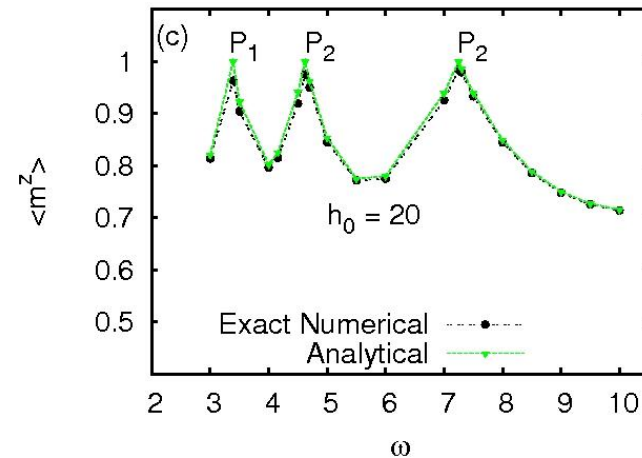 (c)
P1 P2 P2
1
0.9
0.8
0.7
0.6
0.5
<m^z>
h0 = 20
Exact Numerical
Analytical
2 3 4 5 6 7 8 9 10
ω